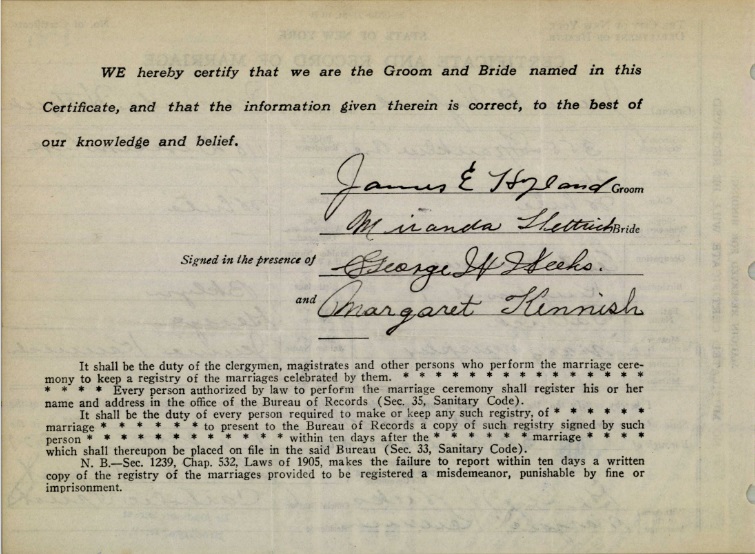 WE hereby certify that we are the Groom and Bride named in this
Certificate, and that the information given therein is correct, to the best of
our knowledge and belief.
James E Hyland Groom
Miranda Hettrich Bride
Signed in the presence of George W Weeks.
and Margaret Kennish
It shall be the duty of the clergymen, magistrates and other persons who perform the marriage cere-
mony to keep a registry of the marriages celebrated by them. * * * * * * * * * * * * *
* * * * Every person authorized by law to perform the marriage ceremony shall register his or her
name and address in the office of the Bureau of Records (Sec. 35, Sanitary Code).
It shall be the duty of every person required to make or keep any such registry, of * * * * * *
marriage * * * * * * to present to the Bureau of Records a copy of such registry signed by such
person * * * * * * * * * * * within ten days after the * * * * * * marriage * * * *
which shall thereupon be placed on file in the said Bureau (Sec. 33, Sanitary Code).
N. B.—Sec. 1239, Chap. 532, Laws of 1905, makes the failure to report within ten days a written
copy of the registry of the marriages provided to be registered a misdemeanor, punishable by fine or
imprisonment.